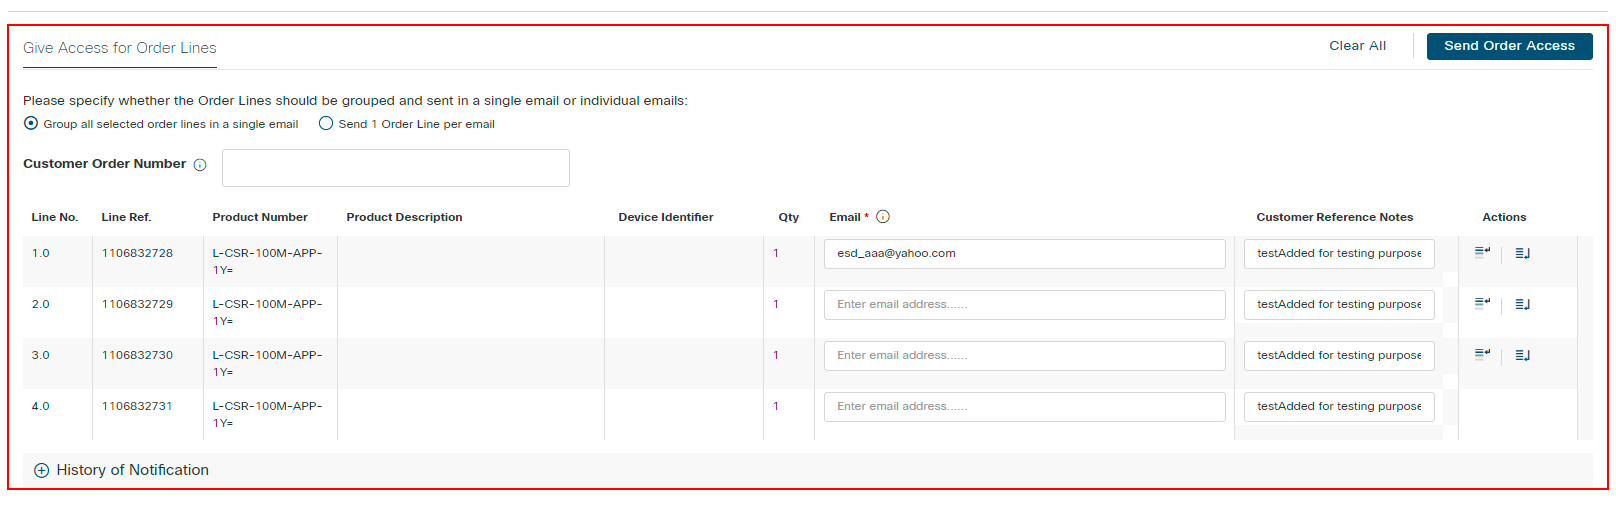 Give Access for Order Lines
Clear All
Send Order Access
Please specify whether the Order Lines should be grouped and sent in a single email or individual emails:
Group all selected order lines in a single email
Send 1 Order Line per email
Customer Order Number
Line No. Line Ref. Product Number Product Description Device Identifier Qty Email * Customer Reference Notes Actions
1.0 1106832728 L-CSR-100M-APP- 1 esd_aaa@yahoo.com testAdded for testing purpose
1Y=
2.0 1106832729 L-CSR-100M-APP- 1 Enter email address...... testAdded for testing purpose
1Y=
3.0 1106832730 L-CSR-100M-APP- 1 Enter email address...... testAdded for testing purpose
1Y=
4.0 1106832731 L-CSR-100M-APP- 1 Enter email address...... testAdded for testing purpose
1Y=
History of Notification